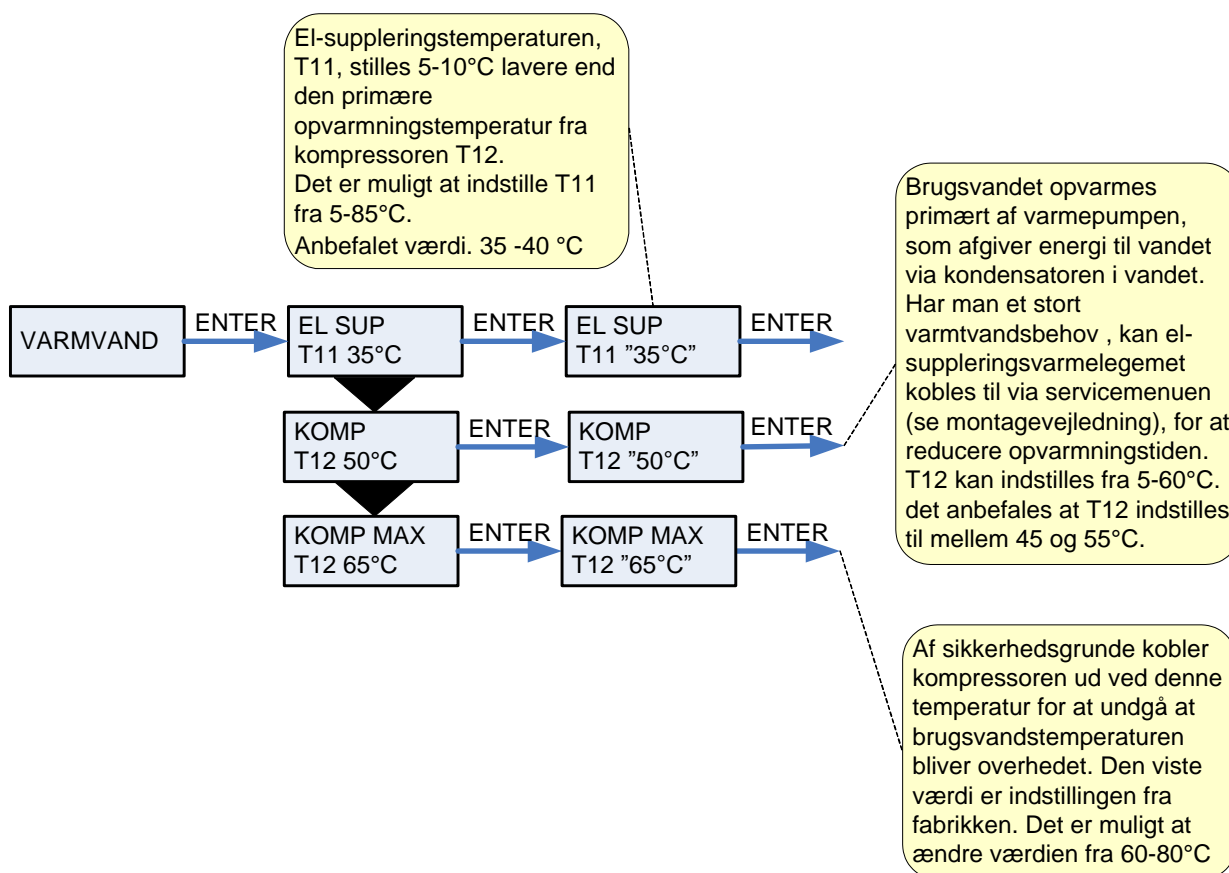 El-suppleringstemperaturen,
T11, stilles 5-10°C lavere end
den primære
opvarmningstemperatur fra
kompressoren T12.
Det er muligt at indstille T11
fra 5-85°C.
Anbefalet værdi. 35 -40 °C
VARMVAND
ENTER
EL SUP
T11 35°C
ENTER
EL SUP
T11 ”35°C”
ENTER
KOMP
T12 50°C
ENTER
KOMP
T12 ”50°C”
ENTER
KOMP MAX
T12 65°C
ENTER
KOMP MAX
T12 ”65°C”
ENTER
Brugsvandet opvarmes
primært af varmepumpen,
som afgiver energi til vandet
via kondensatoren i vandet.
Har man et stort
varmtvandsbehov , kan el-
suppleringsvarmelegemet
kobles til via servicemenuen
(se montagevejledning), for at
reducere opvarmningstiden.
T12 kan indstilles fra 5-60°C.
det anbefales at T12 indstilles
til mellem 45 og 55°C.
Af sikkerhedsgrunde kobler
kompressoren ud ved denne
temperatur for at undgå at
brugsvandstemperaturen
bliver overhedet. Den viste
værdi er indstillingen fra
fabrikken. Det er muligt at
ændre værdien fra 60-80°C